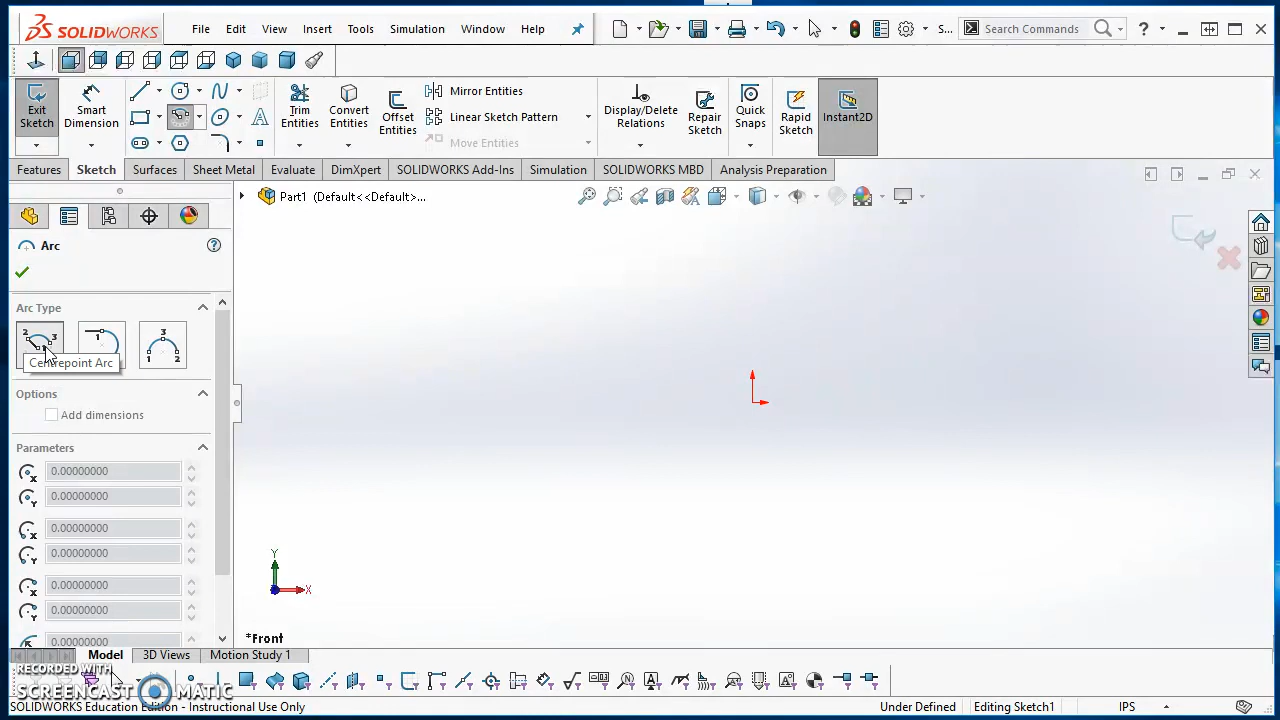 SOLIDWORKS File Edit View Insert Tools Simulation Window Help S... Search Commands
Exit Sketch Smart Dimension Trim Entities Convert Entities Offset Entities Mirror Entities Linear Sketch Pattern Move Entities Display/Delete Relations Repair Sketch Quick Snaps Rapid Sketch Instant2D
Features Sketch Surfaces Sheet Metal Evaluate DimXpert SOLIDWORKS Add-Ins Simulation SOLIDWORKS MBD Analysis Preparation
Part1 (Default<<Default>...
Arc
Arc Type
Centrepoint Arc
Options
Add dimensions
Parameters
0.00000000
0.00000000
0.00000000
0.00000000
0.00000000
0.00000000
0.00000000
Y
X
*Front
Model 3D Views Motion Study 1
RECORDED WITH
SCREENCAST MATIC
SOLIDWORKS Education Edition - Instructional Use Only Under Defined Editing Sketch1 IPS